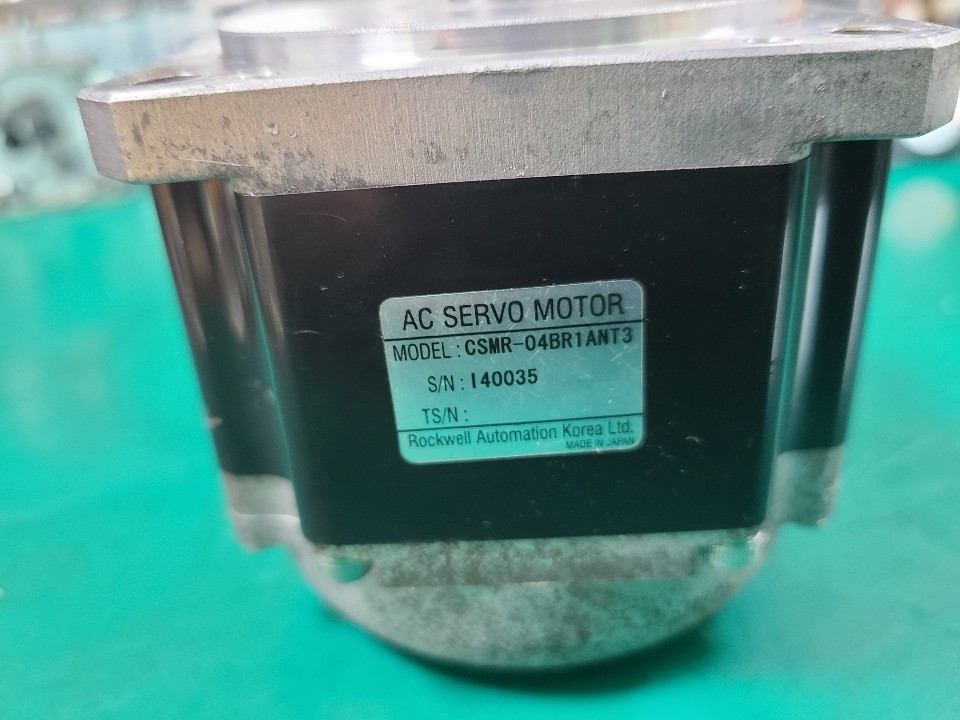 AC SERVO MOTOR
MODEL : CSMR-04BR1ANT3
S/N : I40035
TS/N :
Rockwell Automation Korea Ltd.
MADE IN JAPAN